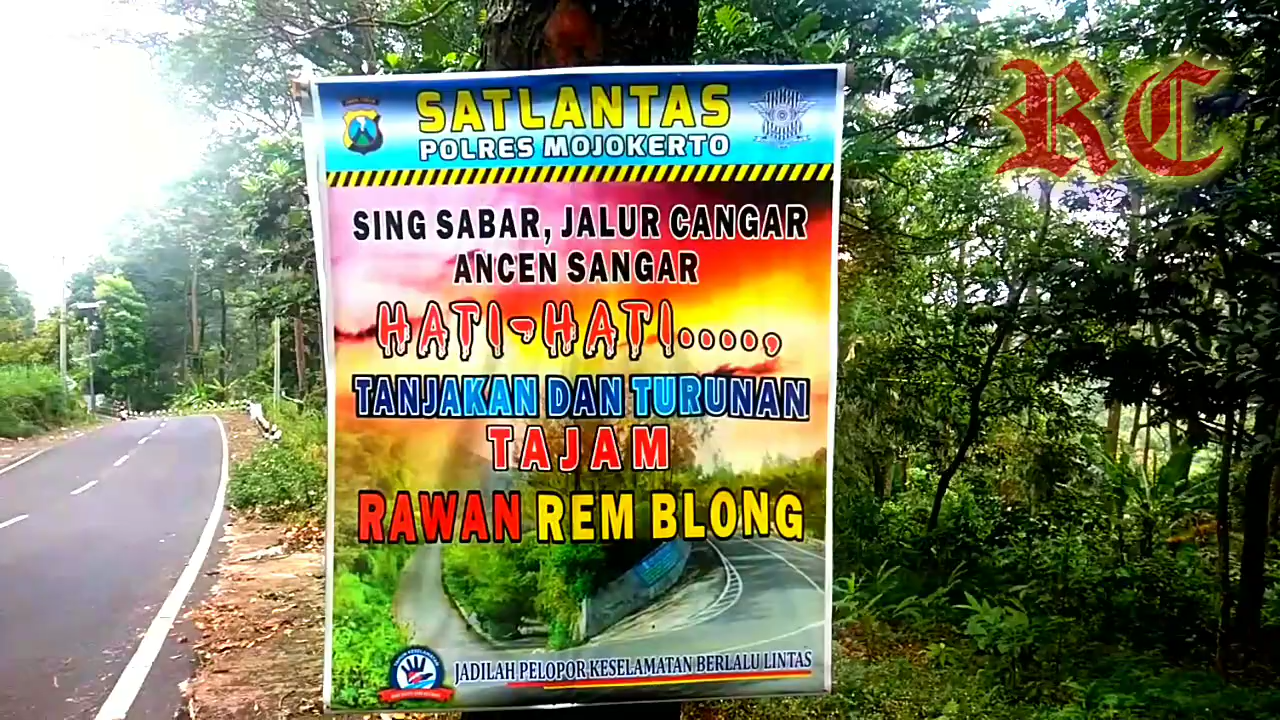 RC
SATLANTAS
POLRES MOJOKERTO
SING SABAR, JALUR CANGAR
ANCEN SANGAR
HATI-HATI.....,
TANJAKAN DAN TURUNAN
TAJAM
RAWAN REM BLONG
JADILAH PELOPOR KESELAMATAN BERLALU LINTAS